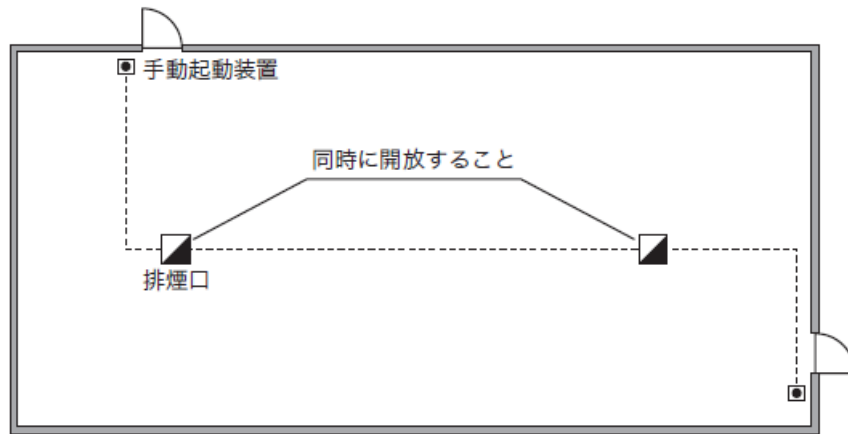 手動起動装置
同時に開放すること
排煙口